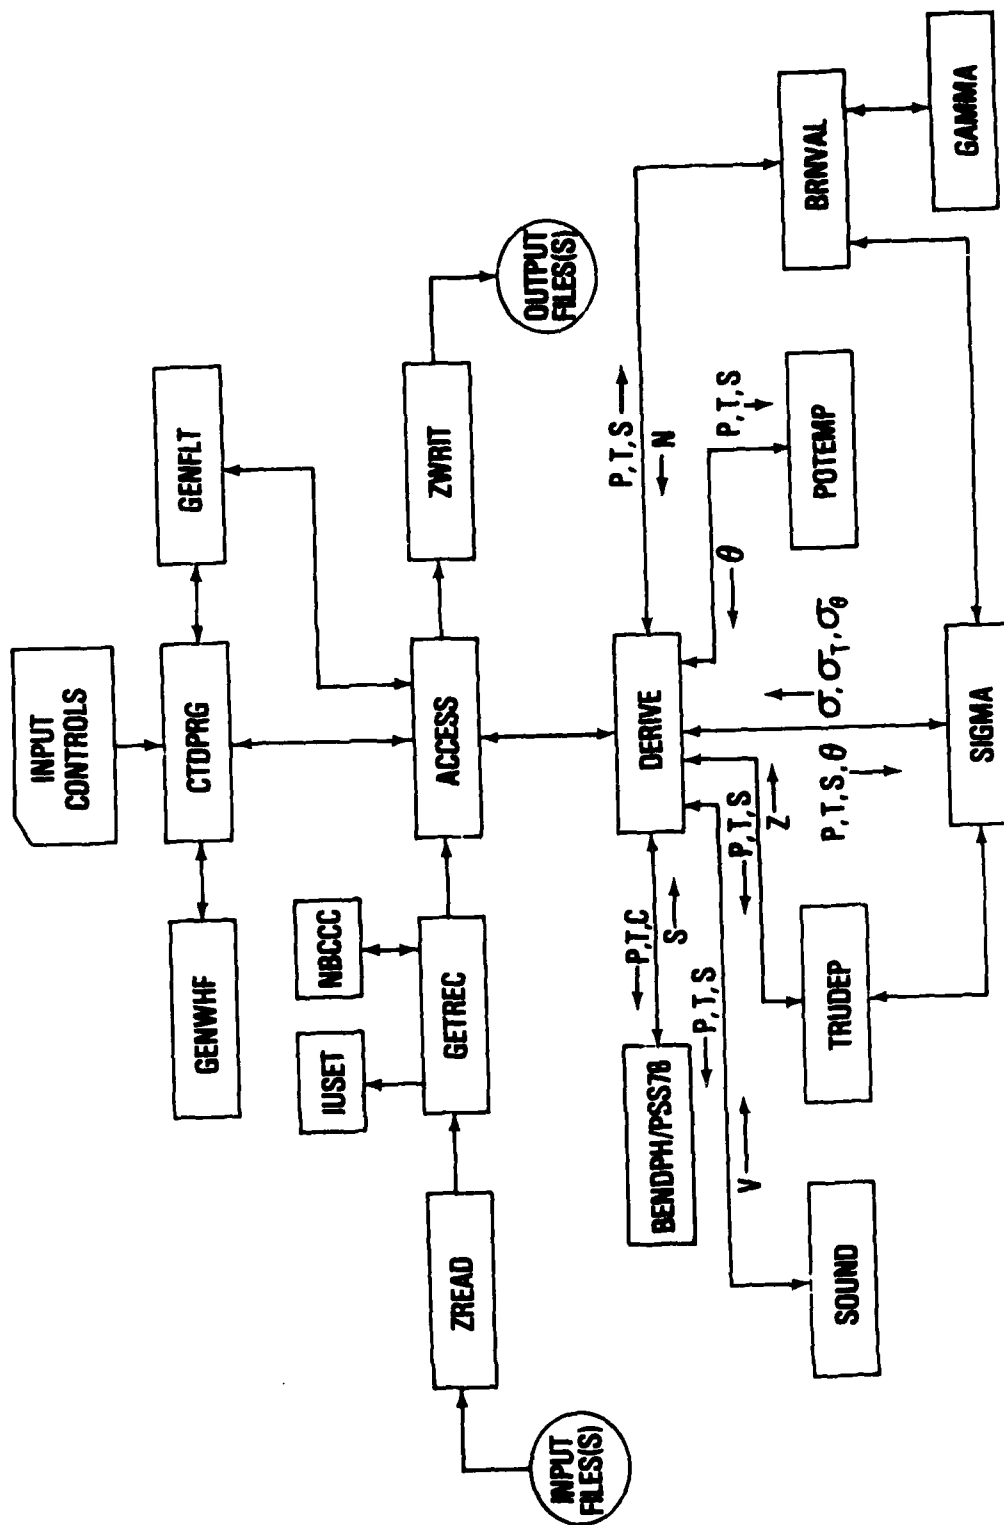 INPUT
CONTROLS
GENWHF
CTDPRG
GENFLT
IUSET
NBCCC
INPUT
FILES(S)
ZREAD
GETREC
ACCESS
ZWRIT
OUTPUT
FILES(S)
BENDPH/PSS78
P,T,C
S
DERIVE
P,T,S
N
P,T,S
V
P,T,S
Z
θ
P,T,S
SOUND
TRUDEP
P,T,S,θ
σ,σT,σθ
POTEMP
BRNVAL
SIGMA
GAMMA